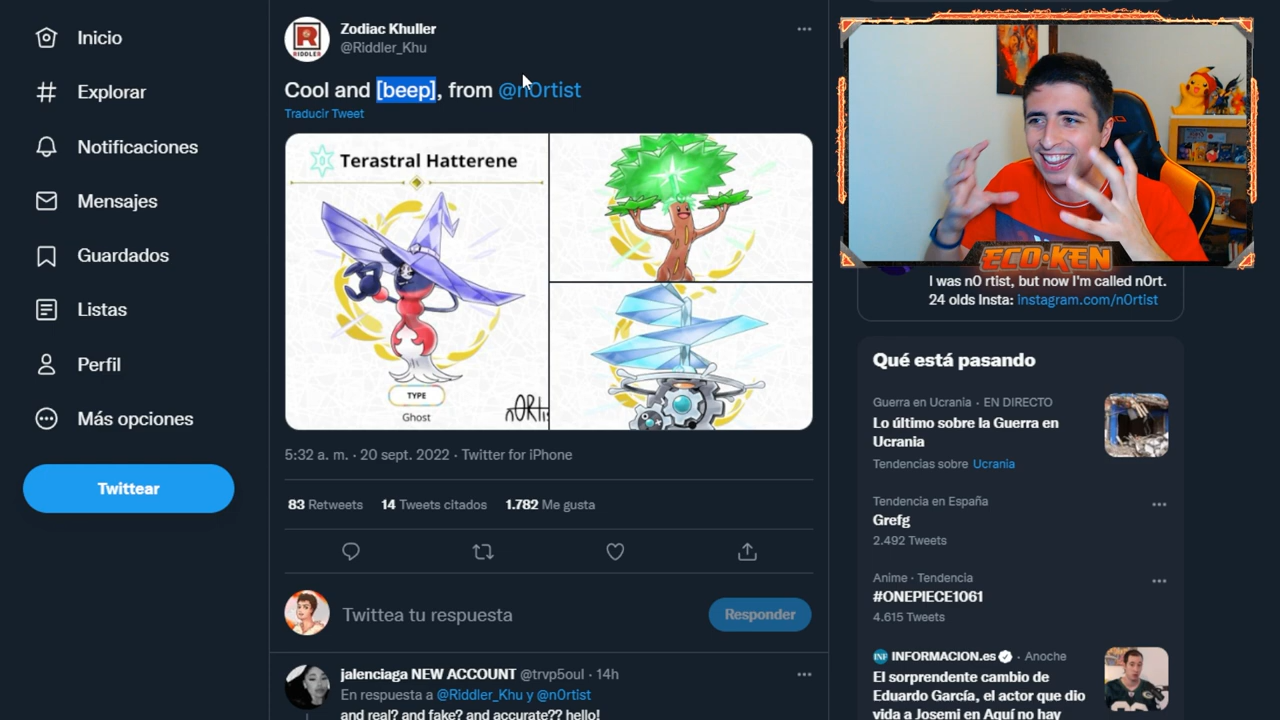 Inicio
Explorar
Notificaciones
Mensajes
Guardados
Listas
Perfil
Más opciones
Twittear
Zodiac Khuller
@Riddler_Khu
Cool and [beep], from @n0rtist
Traducir Tweet
Terastral Hatterene
TYPE
Ghost
5:32 a. m. · 20 sept. 2022 · Twitter for iPhone
83 Retweets 14 Tweets citados 1.782 Me gusta
Twittea tu respuesta
Responder
jalenciaga NEW ACCOUNT @trvp5oul · 14h
En respuesta a @Riddler_Khu y @n0rtist
and real? and fake? and accurate?? hello!
R
RIDDLER
ECO·KEN
I was n0 rtist, but now I'm called n0rt.
24 olds Insta: instagram.com/n0rtist
Qué está pasando
Guerra en Ucrania · EN DIRECTO
Lo último sobre la Guerra en
Ucrania
Tendencias sobre Ucrania
Tendencia en España
Grefg
2.492 Tweets
Anime · Tendencia
#ONEPIECE1061
4.615 Tweets
INF INFORMACION.es · Anoche
El sorprendente cambio de
Eduardo García, el actor que dio
vida a Josemi en Aquí no hay